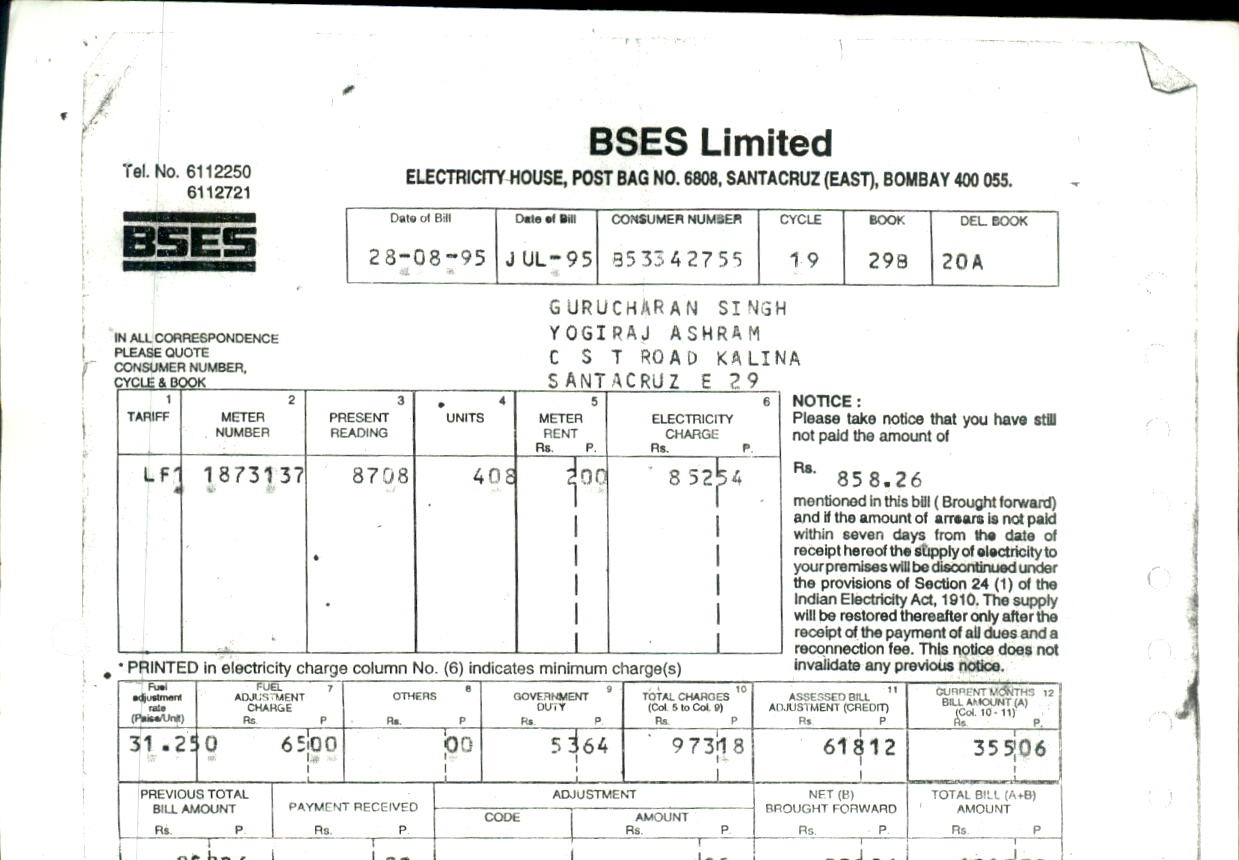 BSES Limited
Tel. No. 6112250
6112721
ELECTRICITY HOUSE, POST BAG NO. 6808, SANTACRUZ (EAST), BOMBAY 400 055.
BSES
Date of Bill Date of Bill CONSUMER NUMBER CYCLE BOOK DEL. BOOK
28-08-95 JUL-95 853342755 19 298 20A
GURUCHARAN SINGH
YOGIRAJ ASHRAM
C S T ROAD KALINA
SANTACRUZ E 29
IN ALL CORRESPONDENCE
PLEASE QUOTE
CONSUMER NUMBER,
CYCLE & BOOK
1 2 3 4 5 6
TARIFF METER NUMBER PRESENT READING UNITS METER RENT Rs. P. ELECTRICITY CHARGE Rs. P.
LF1 1873137 8708 408 200 85254
NOTICE :
Please take notice that you have still
not paid the amount of
Rs. 858.26
mentioned in this bill ( Brought forward)
and if the amount of arrears is not paid
within seven days from the date of
receipt hereof the supply of electricity to
your premises will be discontinued under
the provisions of Section 24 (1) of the
Indian Electricity Act, 1910. The supply
will be restored thereafter only after the
receipt of the payment of all dues and a
reconnection fee. This notice does not
invalidate any previous notice.
* PRINTED in electricity charge column No. (6) indicates minimum charge(s)
Fuel adjustment rate (Paise/Unit) FUEL ADJUSTMENT CHARGE 7 Rs. P OTHERS 8 Rs. P GOVERNMENT DUTY 9 Rs. P. TOTAL CHARGES 10 (Col. 5 to Col. 9) Rs. P ASSESSED BILL 11 ADJUSTMENT (CREDIT) Rs. P CURRENT MONTHS 12 BILL AMOUNT (A) (Col. 10 - 11) Rs. P.
31.250 6500 00 5364 97318 61812 35506
PREVIOUS TOTAL BILL AMOUNT Rs. P. PAYMENT RECEIVED Rs. P. ADJUSTMENT CODE AMOUNT Rs. P. NET (B) BROUGHT FORWARD Rs. P. TOTAL BILL (A+B) AMOUNT Rs. P